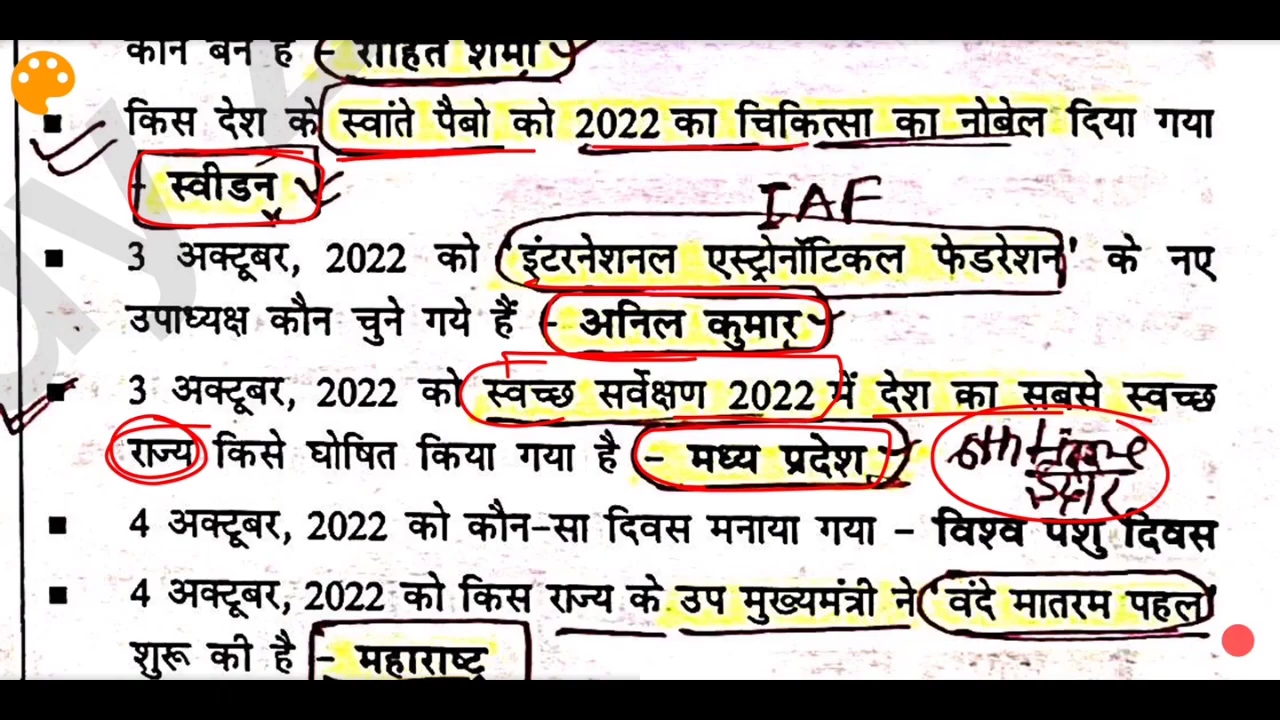 कौन बने हैं - रोहित शर्मा
▪ किस देश के स्वांते पैबो को 2022 का चिकित्सा का नोबेल दिया गया
- स्वीडन
IAF
▪ 3 अक्टूबर, 2022 को 'इंटरनेशनल एस्ट्रोनॉटिकल फेडरेशन' के नए
उपाध्यक्ष कौन चुने गये हैं - अनिल कुमार
▪ 3 अक्टूबर, 2022 को स्वच्छ सर्वेक्षण 2022 में देश का सबसे स्वच्छ
राज्य किसे घोषित किया गया है - मध्य प्रदेश
6th time
▪ 4 अक्टूबर, 2022 को कौन-सा दिवस मनाया गया - विश्व पशु दिवस
▪ 4 अक्टूबर, 2022 को किस राज्य के उप मुख्यमंत्री ने 'वंदे मातरम पहल'
शुरू की है - महाराष्ट्र